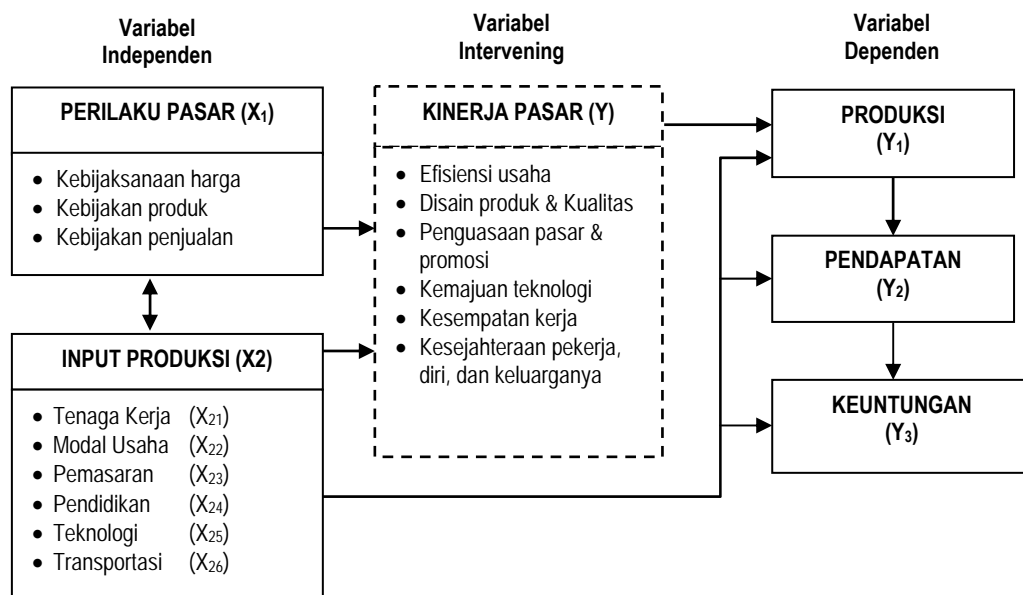 Variabel
Independen
PERILAKU PASAR (X₁)
• Kebijaksanaan harga
• Kebijakan produk
• Kebijakan penjualan
INPUT PRODUKSI (X2)
• Tenaga Kerja (X₂₁)
• Modal Usaha (X₂₂)
• Pemasaran (X₂₃)
• Pendidikan (X₂₄)
• Teknologi (X₂₅)
• Transportasi (X₂₆)
Variabel
Intervening
KINERJA PASAR (Y)
• Efisiensi usaha
• Disain produk & Kualitas
• Penguasaan pasar &
promosi
• Kemajuan teknologi
• Kesempatan kerja
• Kesejahteraan pekerja,
diri, dan keluarganya
Variabel
Dependen
PRODUKSI
(Y₁)
PENDAPATAN
(Y₂)
KEUNTUNGAN
(Y₃)